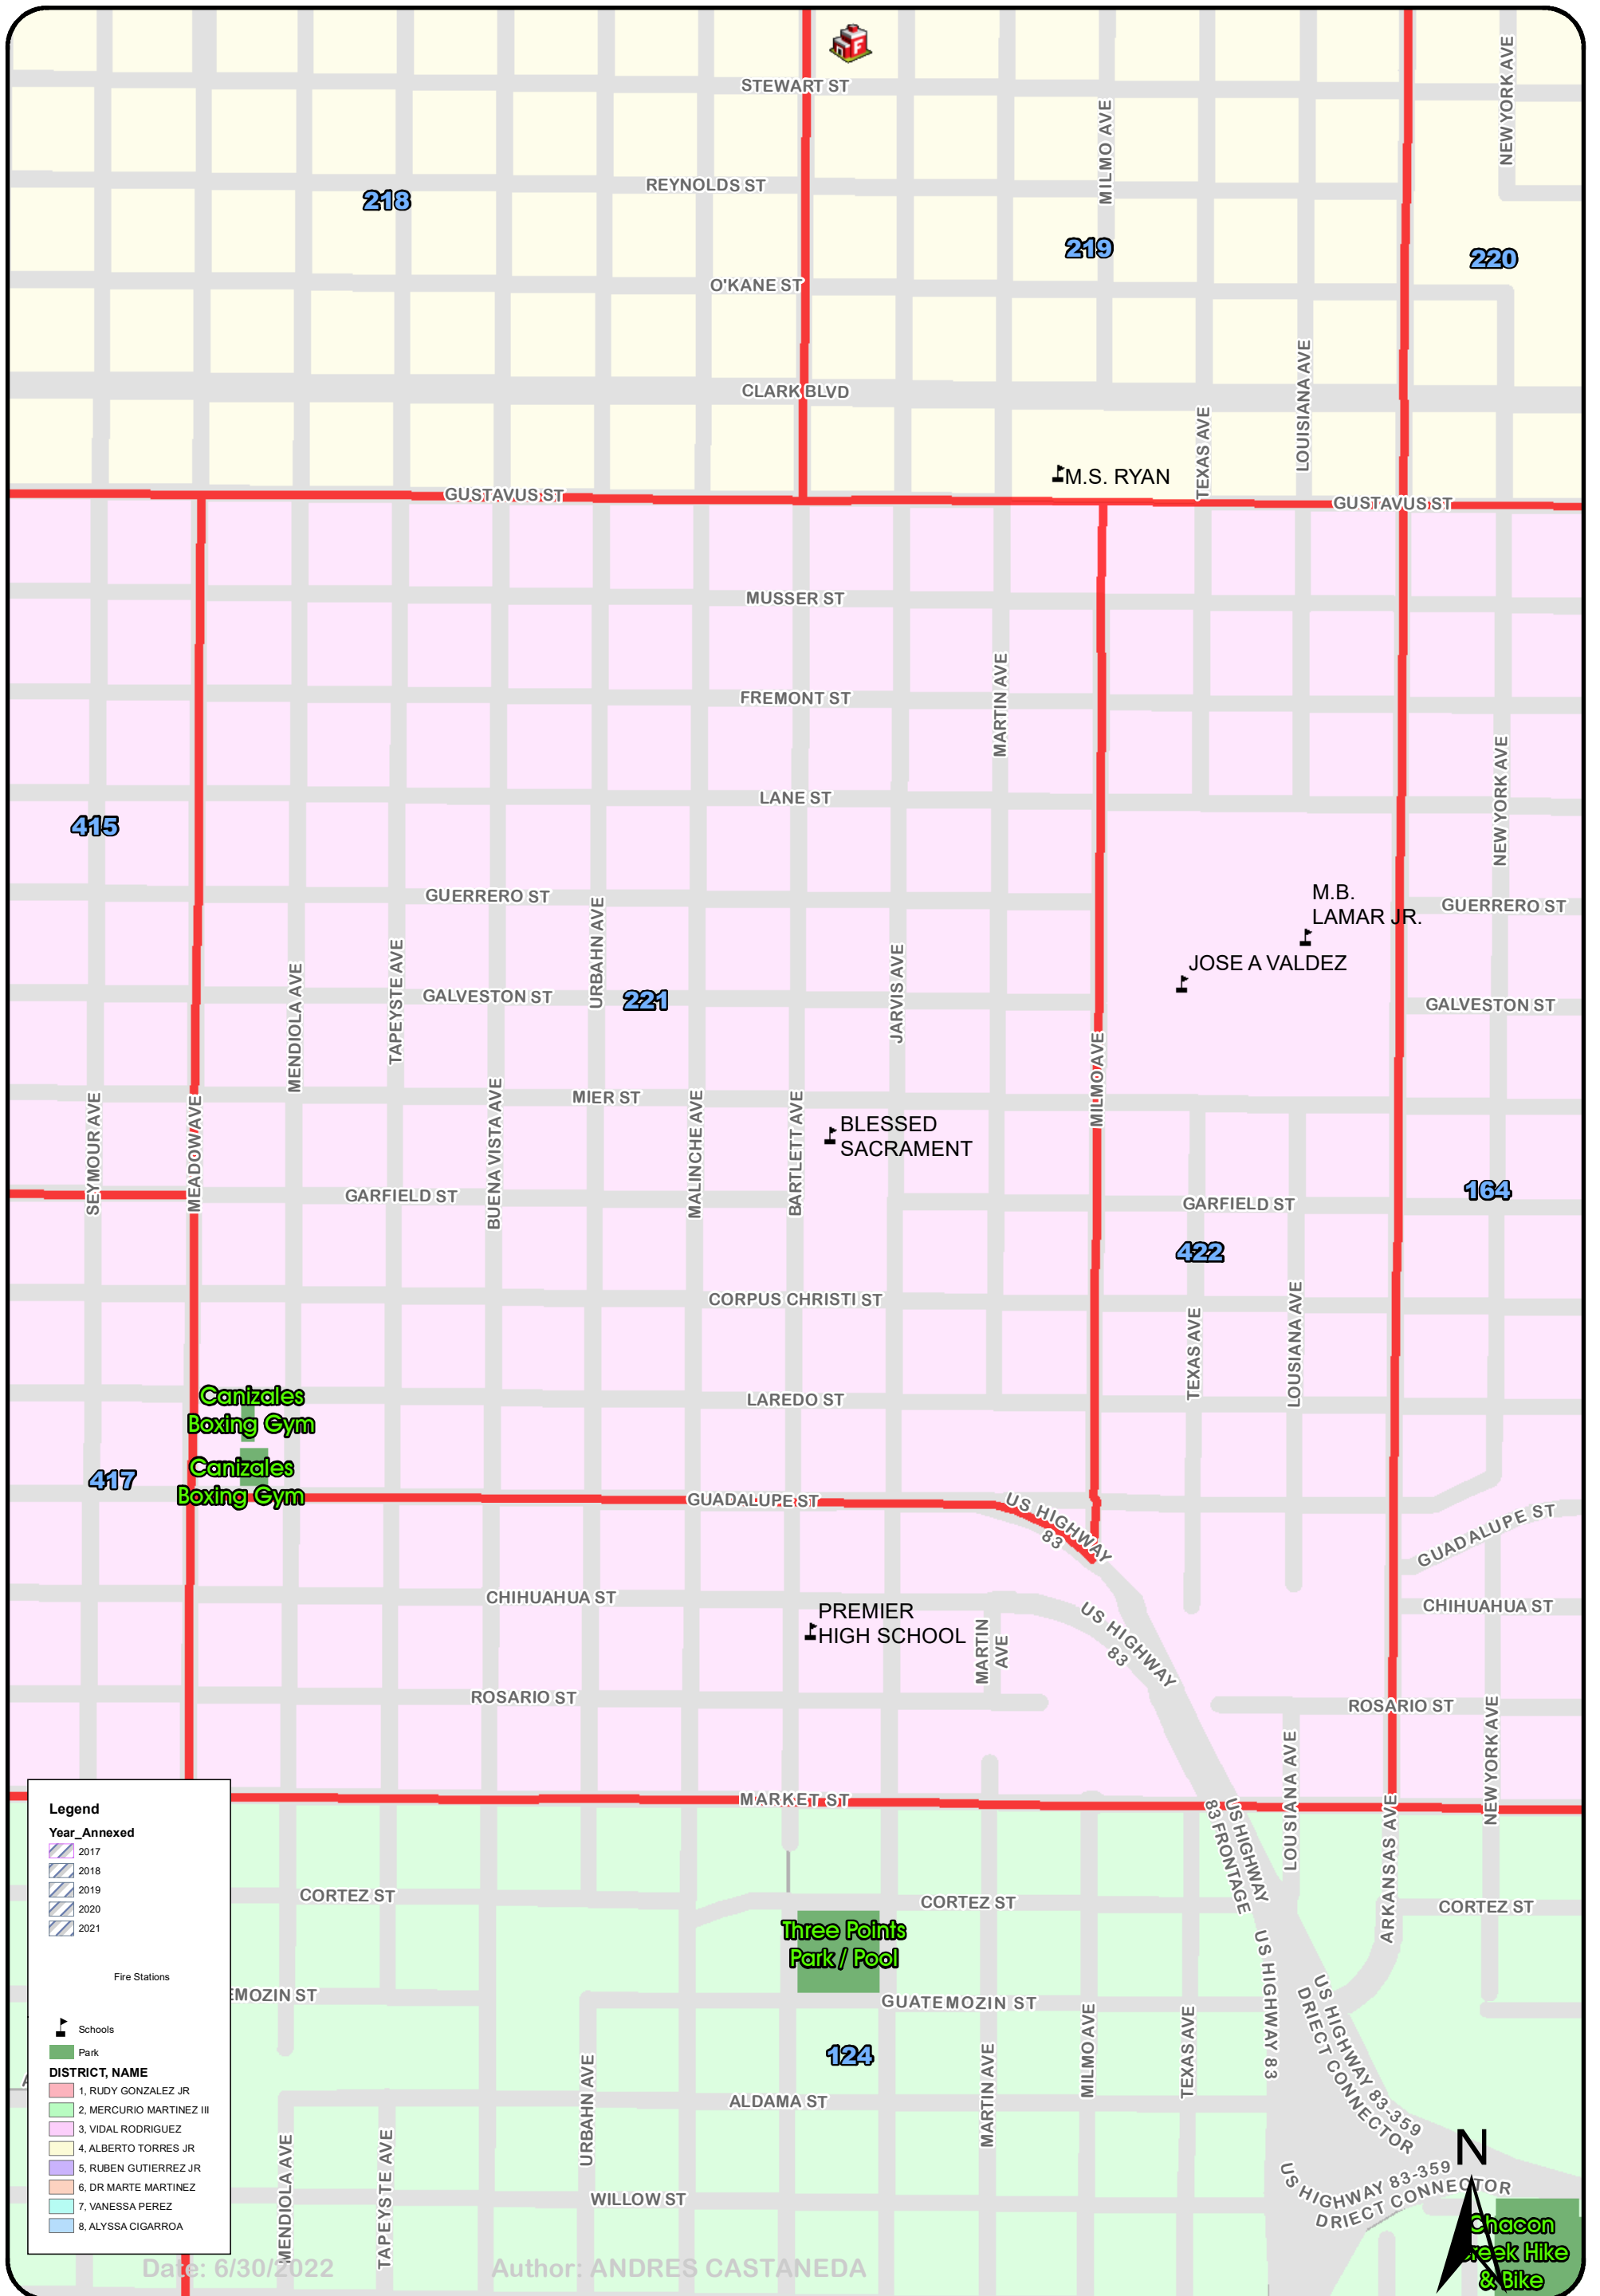 STEWART ST
NEW YORK AVE
MILMO AVE
REYNOLDS ST
218
219
220
O'KANE ST
LOUISIANA AVE
CLARK BLVD
TEXAS AVE
M.S. RYAN
GUSTAVUS ST
GUSTAVUS ST
MUSSER ST
MARTIN AVE
FREMONT ST
NEW YORK AVE
LANE ST
415
M.B.
LAMAR JR.
GUERRERO ST
GUERRERO ST
URBAHN AVE
TAPEYSTE AVE
JARVIS AVE
JOSE A VALDEZ
MENDIOLA AVE
GALVESTON ST
221
GALVESTON ST
MILMO AVE
MIER ST
SEYMOUR AVE
MEADOW AVE
BUENA VISTA AVE
MALINCHE AVE
BARTLETT AVE
BLESSED
SACRAMENT
GARFIELD ST
GARFIELD ST
164
422
CORPUS CHRISTI ST
TEXAS AVE
LOUSIANA AVE
Canizales
Boxing Gym
LAREDO ST
Canizales
Boxing Gym
417
GUADALUPE ST
US HIGHWAY
83
GUADALUPE ST
CHIHUAHUA ST
CHIHUAHUA ST
PREMIER
HIGH SCHOOL
MARTIN
AVE
US HIGHWAY
83
ROSARIO ST
ROSARIO ST
NEW YORK AVE
LOUSIANA AVE
MARKET ST
US HIGHWAY
83 FRONTAGE
ARKANSAS AVE
CORTEZ ST
CORTEZ ST
CORTEZ ST
Three Points
Park / Pool
US HIGHWAY 83
EMOZIN ST
GUATEMOZIN ST
US HIGHWAY 83-359
DRIECT CONNECTOR
124
MILMO AVE
TEXAS AVE
URBAHN AVE
MARTIN AVE
ALDAMA ST
MENDIOLA AVE
TAPEYSTE AVE
WILLOW ST
US HIGHWAY 83-359
DRIECT CONNECTOR
N
Chacon
reek Hike
& Bike
Legend
Year_Annexed
2017
2018
2019
2020
2021
Fire Stations
Schools
Park
DISTRICT, NAME
1, RUDY GONZALEZ JR
2, MERCURIO MARTINEZ III
3, VIDAL RODRIGUEZ
4, ALBERTO TORRES JR
5, RUBEN GUTIERREZ JR
6, DR MARTE MARTINEZ
7, VANESSA PEREZ
8, ALYSSA CIGARROA
Date: 6/30/2022
Author: ANDRES CASTANEDA